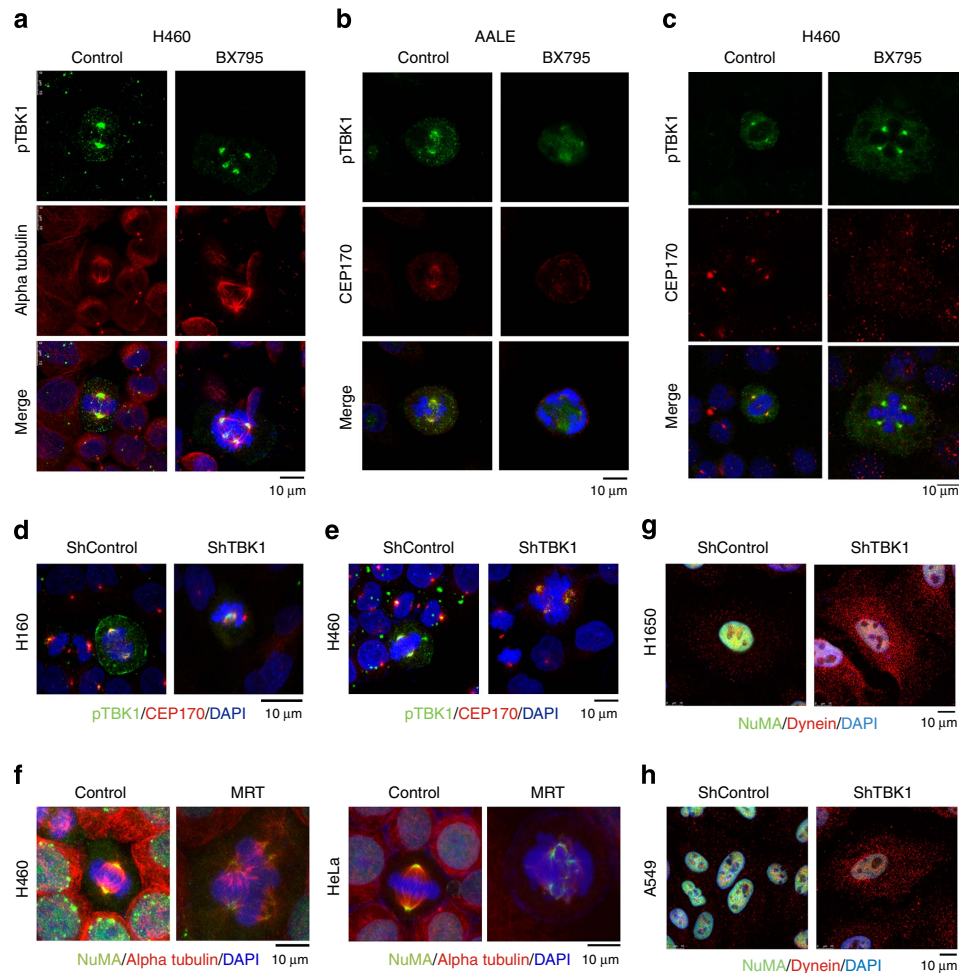 a
H460
Control BX795
pTBK1
Alpha tubulin
Merge
10 μm
b
AALE
Control BX795
pTBK1
CEP170
Merge
10 μm
c
H460
Control BX795
pTBK1
CEP170
Merge
10 μm
d
ShControl ShTBK1
H160
pTBK1/CEP170/DAPI 10 μm
e
ShControl ShTBK1
H460
pTBK1/CEP170/DAPI 10 μm
g
ShControl ShTBK1
H1650
NuMA/Dynein/DAPI 10 μm
f
Control MRT
H460
NuMA/Alpha tubulin/DAPI 10 μm
Control MRT
HeLa
NuMA/Alpha tubulin/DAPI 10 μm
h
ShControl ShTBK1
A549
NuMA/Dynein/DAPI 10 μm